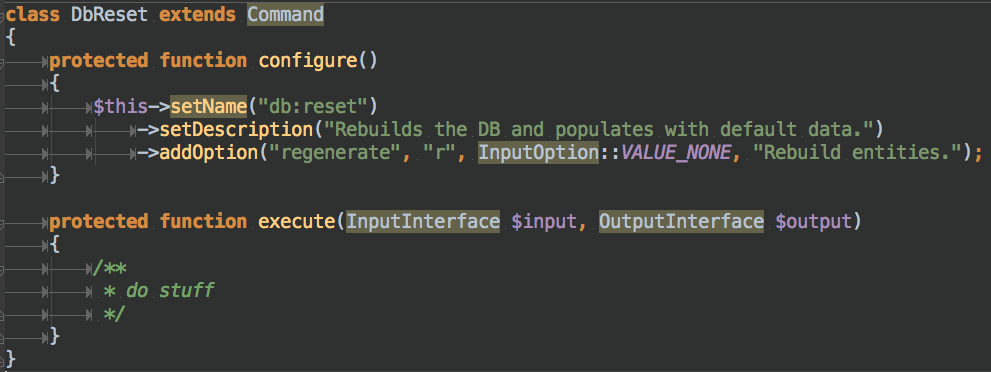 class DbReset extends Command
{
    protected function configure()
    {
        $this->setName("db:reset")
            ->setDescription("Rebuilds the DB and populates with default data.")
            ->addOption("regenerate", "r", InputOption::VALUE_NONE, "Rebuild entities.");
    }

    protected function execute(InputInterface $input, OutputInterface $output)
    {
        /**
         * do stuff
         */
    }
}